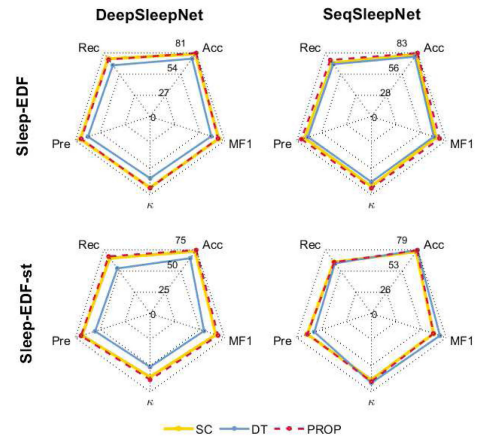 DeepSleepNet SeqSleepNet
Sleep-EDF
Rec 81 Acc
54
27
0
Pre MF1
κ
Rec 83 Acc
56
28
0
Pre MF1
κ
Sleep-EDF-st
Rec 75 Acc
50
25
0
Pre MF1
κ
Rec 79 Acc
53
26
0
Pre MF1
κ
SC DT PROP